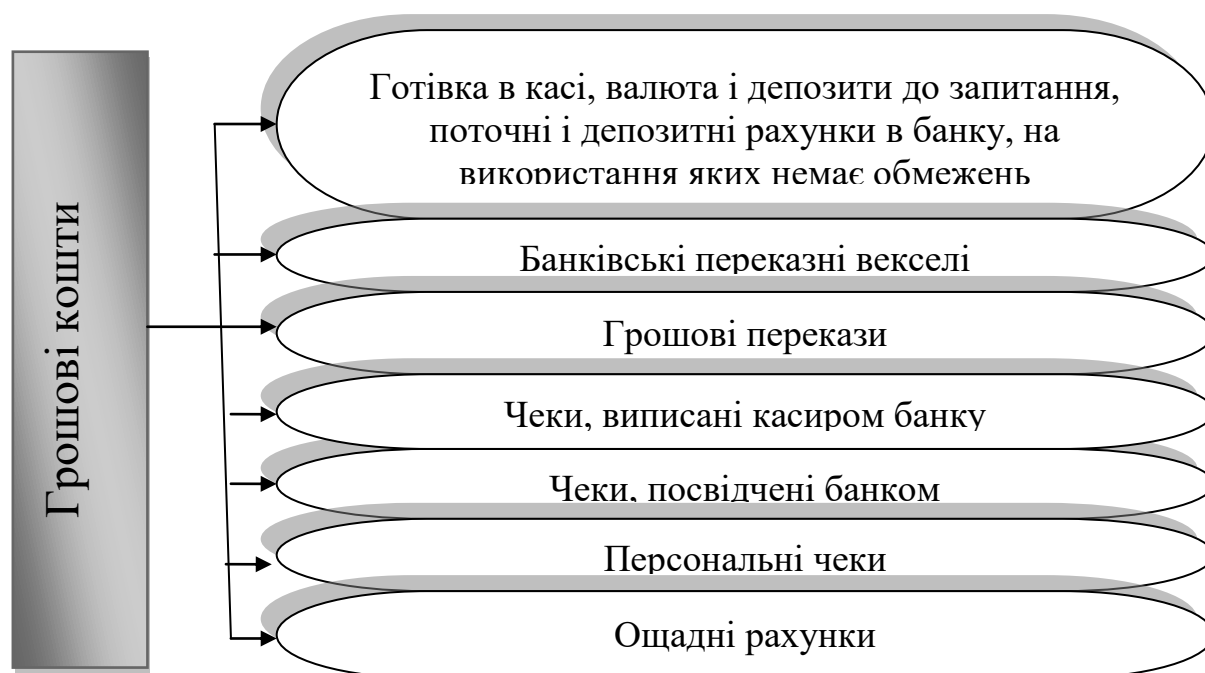 Грошові кошти
Готівка в касі, валюта і депозити до запитання,
поточні і депозитні рахунки в банку, на
використання яких немає обмежень
Банківські переказні векселі
Грошові перекази
Чеки, виписані касиром банку
Чеки, посвідчені банком
Персональні чеки
Ощадні рахунки